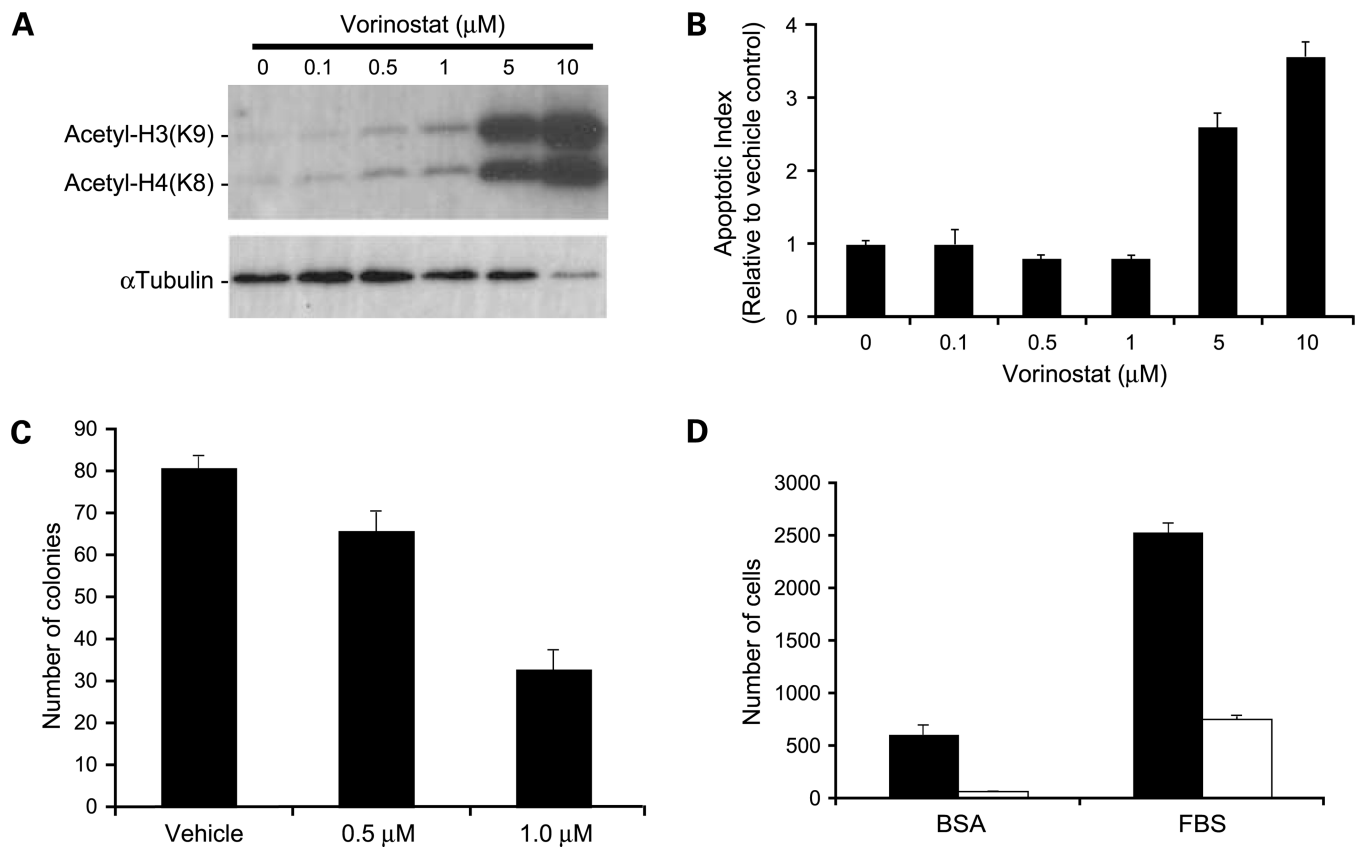 A
Vorinostat (μM)
0 0.1 0.5 1 5 10
Acetyl-H3(K9) -
Acetyl-H4(K8) -
αTubulin -
B
Apoptotic Index
(Relative to vechicle control)
4
3
2
1
0
0 0.1 0.5 1 5 10
Vorinostat (μM)
C
Number of colonies
90
80
70
60
50
40
30
20
10
0
Vehicle 0.5 μM 1.0 μM
D
Number of cells
3000
2500
2000
1500
1000
500
0
BSA FBS